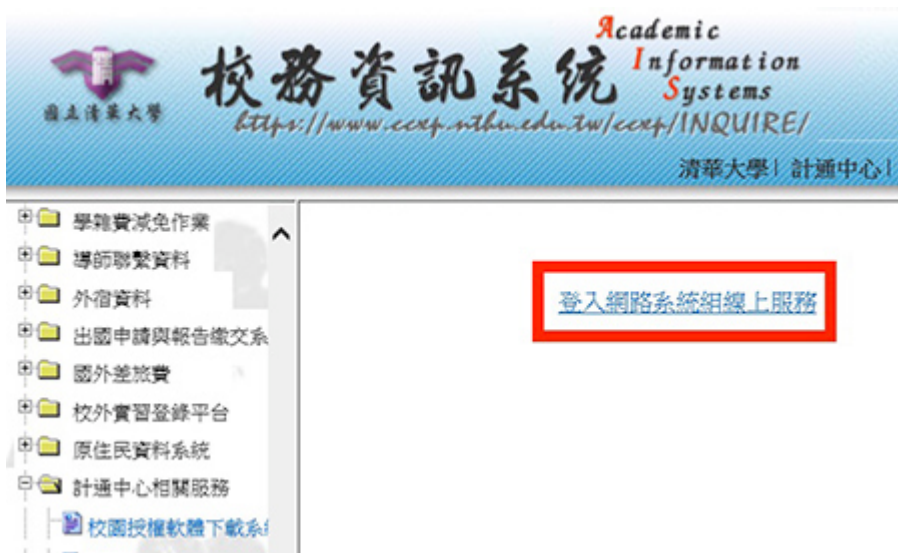 Academic
Information
Systems
校務資訊系統
國立清華大學
https://www.ccxp.nthu.edu.tw/ccxp/INQUIRE/
清華大學 | 計通中心 |
學雜費減免作業
導師聯繫資料
外宿資料
出國申請與報告繳交系
國外差旅費
校外實習登錄平台
原住民資料系統
計通中心相關服務
校園授權軟體下載系
登入網路系統組線上服務